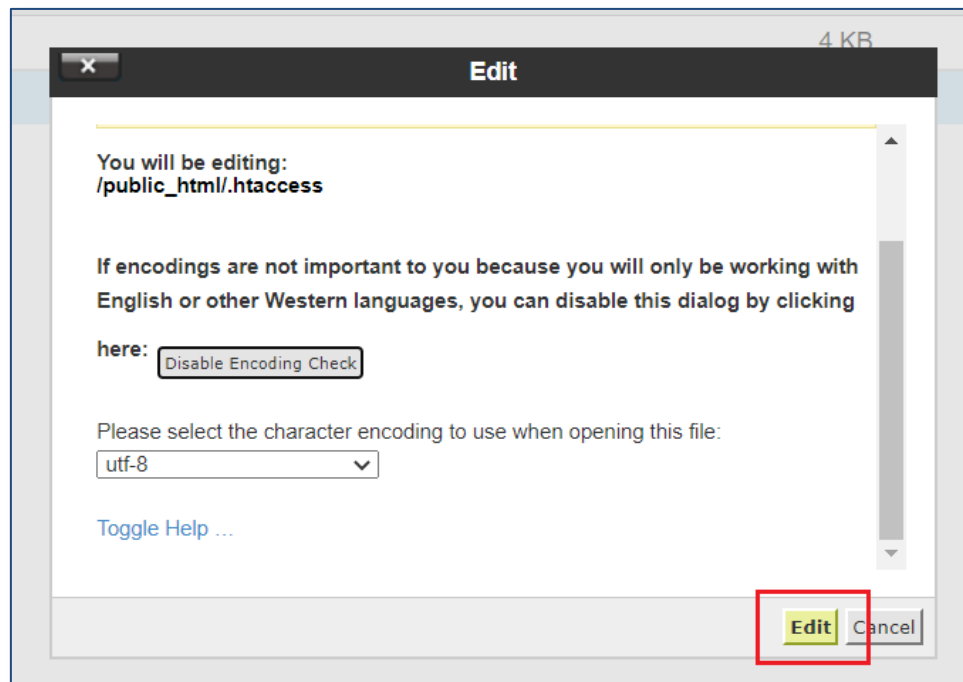 4 KB
×
Edit
You will be editing:
/public_html/.htaccess
If encodings are not important to you because you will only be working with
English or other Western languages, you can disable this dialog by clicking
here: Disable Encoding Check
Please select the character encoding to use when opening this file:
utf-8
Toggle Help ...
Edit Cancel